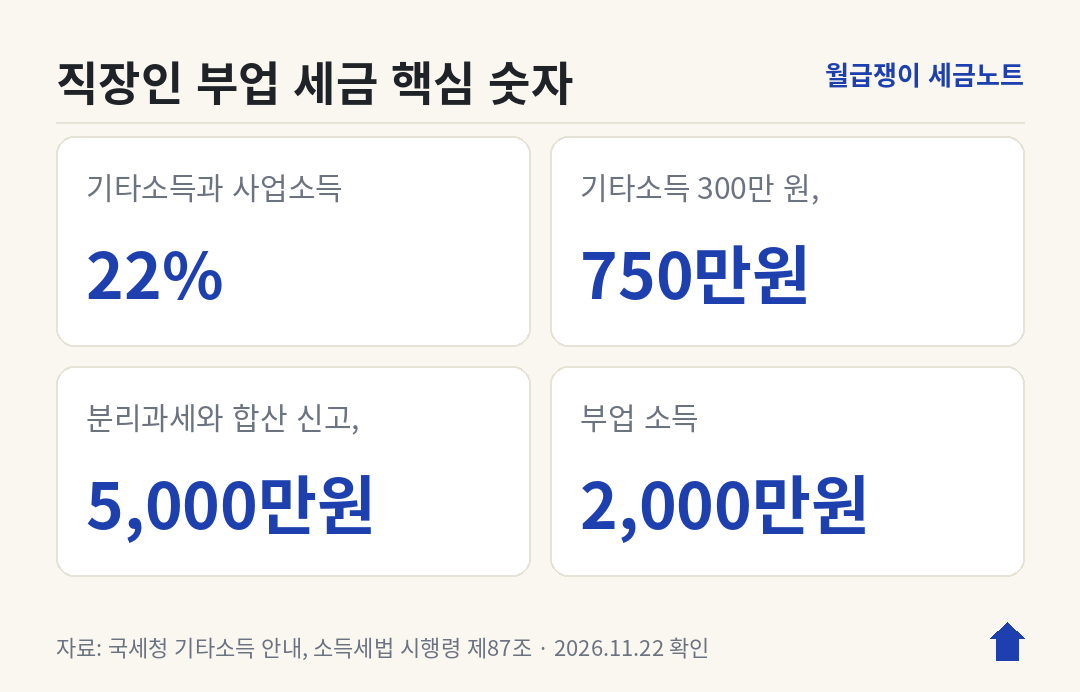 직장인 부업 세금 핵심 숫자
월급쟁이 세금노트
기타소득과 사업소득
22%
기타소득 300만 원,
750만원
분리과세와 합산 신고,
5,000만원
부업 소득
2,000만원
자료: 국세청 기타소득 안내, 소득세법 시행령 제87조 · 2026.11.22 확인